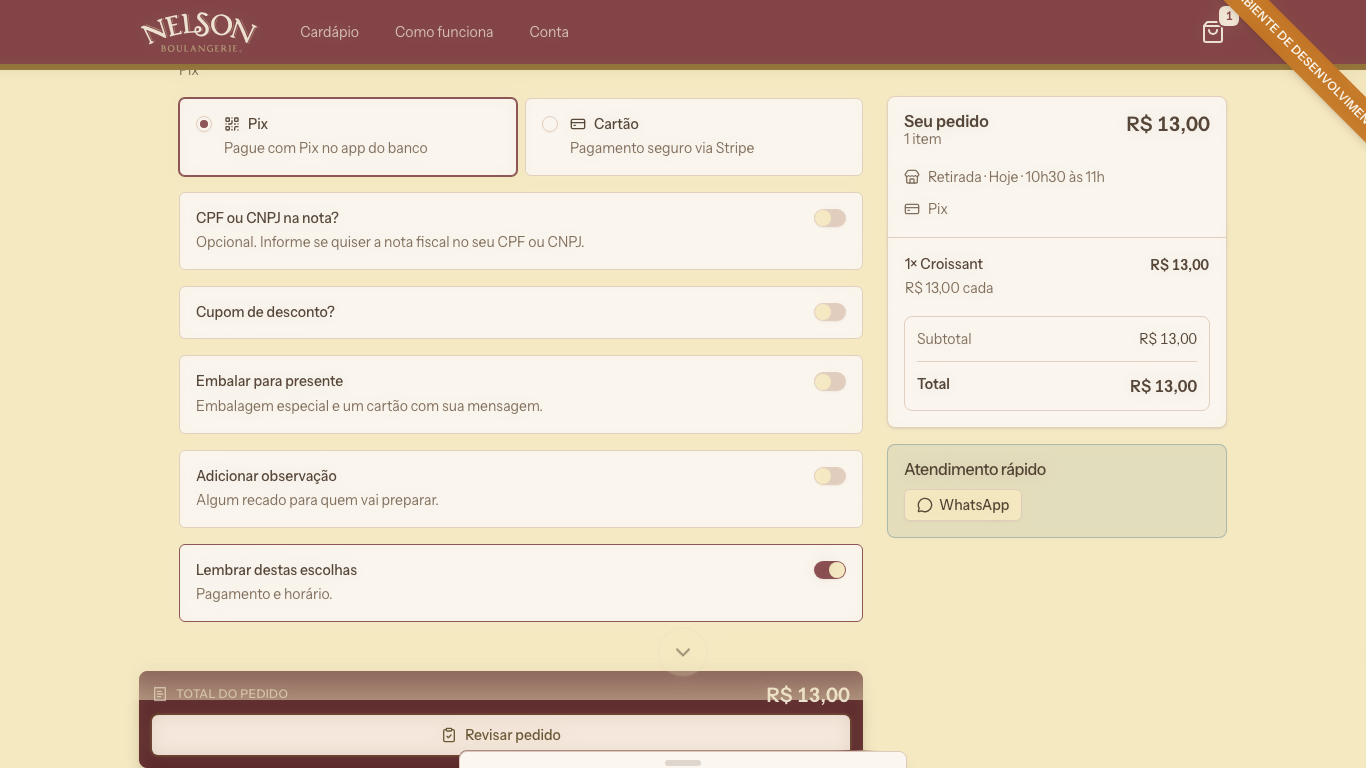 NELSON
BOULANGERIE.
Cardápio
Como funciona
Conta
1
BIENTE DE DESENVOLVIMEN
Pix
Pix
Pague com Pix no app do banco
Cartão
Pagamento seguro via Stripe
CPF ou CNPJ na nota?
Opcional. Informe se quiser a nota fiscal no seu CPF ou CNPJ.
Cupom de desconto?
Embalar para presente
Embalagem especial e um cartão com sua mensagem.
Adicionar observação
Algum recado para quem vai preparar.
Lembrar destas escolhas
Pagamento e horário.
TOTAL DO PEDIDO
R$ 13,00
Revisar pedido
Seu pedido
R$ 13,00
1 item
Retirada · Hoje · 10h30 às 11h
Pix
1× Croissant
R$ 13,00
R$ 13,00 cada
Subtotal
R$ 13,00
Total
R$ 13,00
Atendimento rápido
WhatsApp